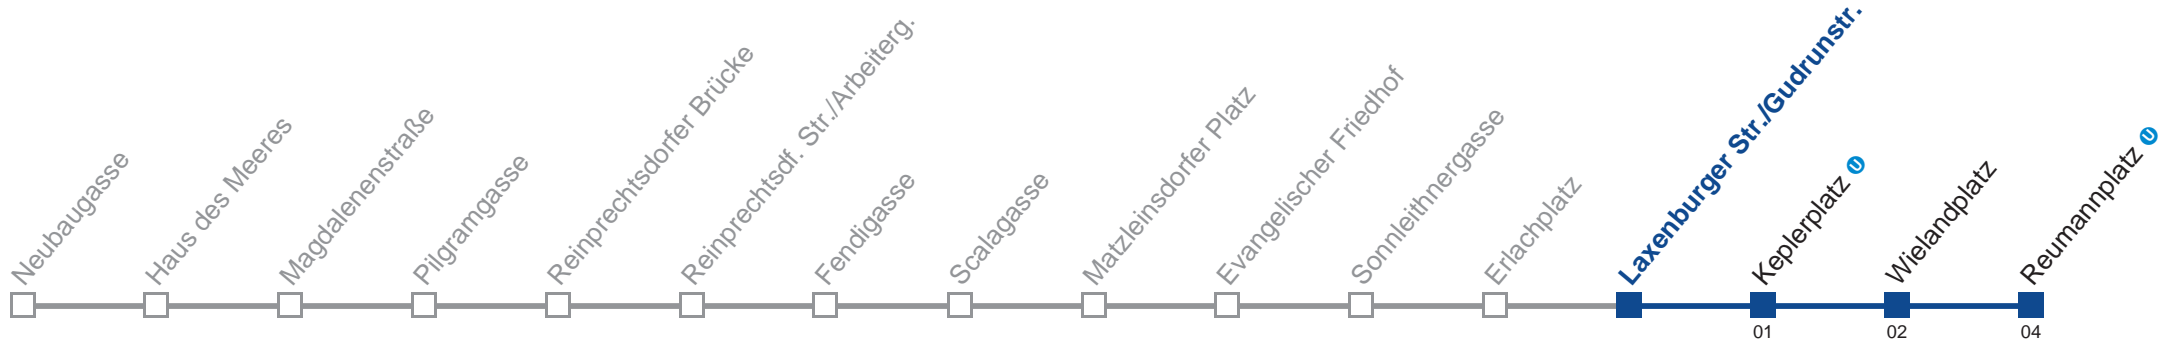 Neubaugasse
Haus des Meeres
Magdalenenstraße
Pilgramgasse
Reinprechtsdorfer Brücke
Reinprechtsdf. Str./Arbeiterg.
Fendigasse
Scalagasse
Matzleinsdorfer Platz
Evangelischer Friedhof
Sonnleithnergasse
Erlachplatz
Laxenburger Str./Gudrunstr.
Keplerplatz U
Wielandplatz
Reumannplatz U
01
02
04